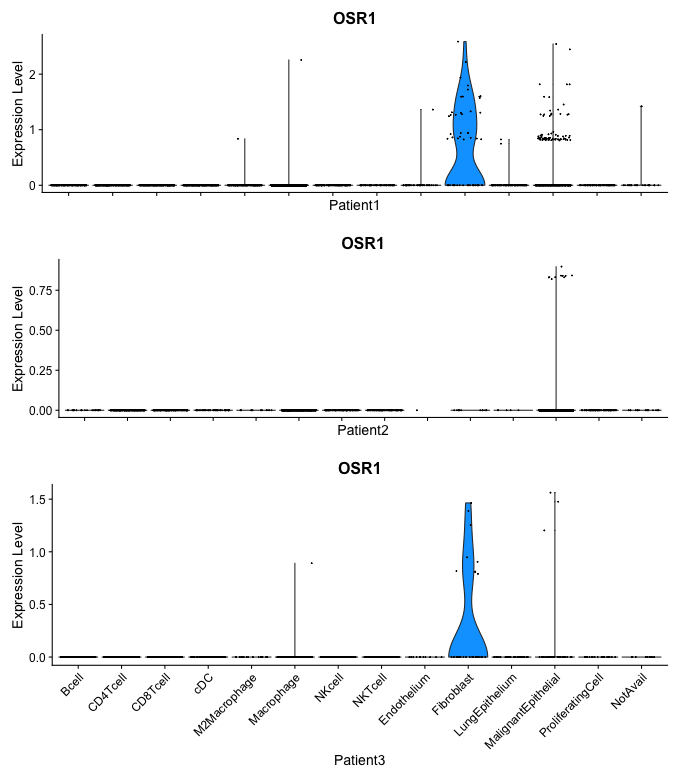 OSR1
Expression Level
2
1
0
Patient1
OSR1
Expression Level
0.75
0.50
0.25
0.00
Patient2
OSR1
Expression Level
1.5
1.0
0.5
0.0
Bcell
CD4Tcell
CD8Tcell
cDC
M2Macrophage
Macrophage
NKcell
NKTcell
Endothelium
Fibroblast
LungEpithelium
MalignantEpithelial
ProliferatingCell
NotAvail
Patient3